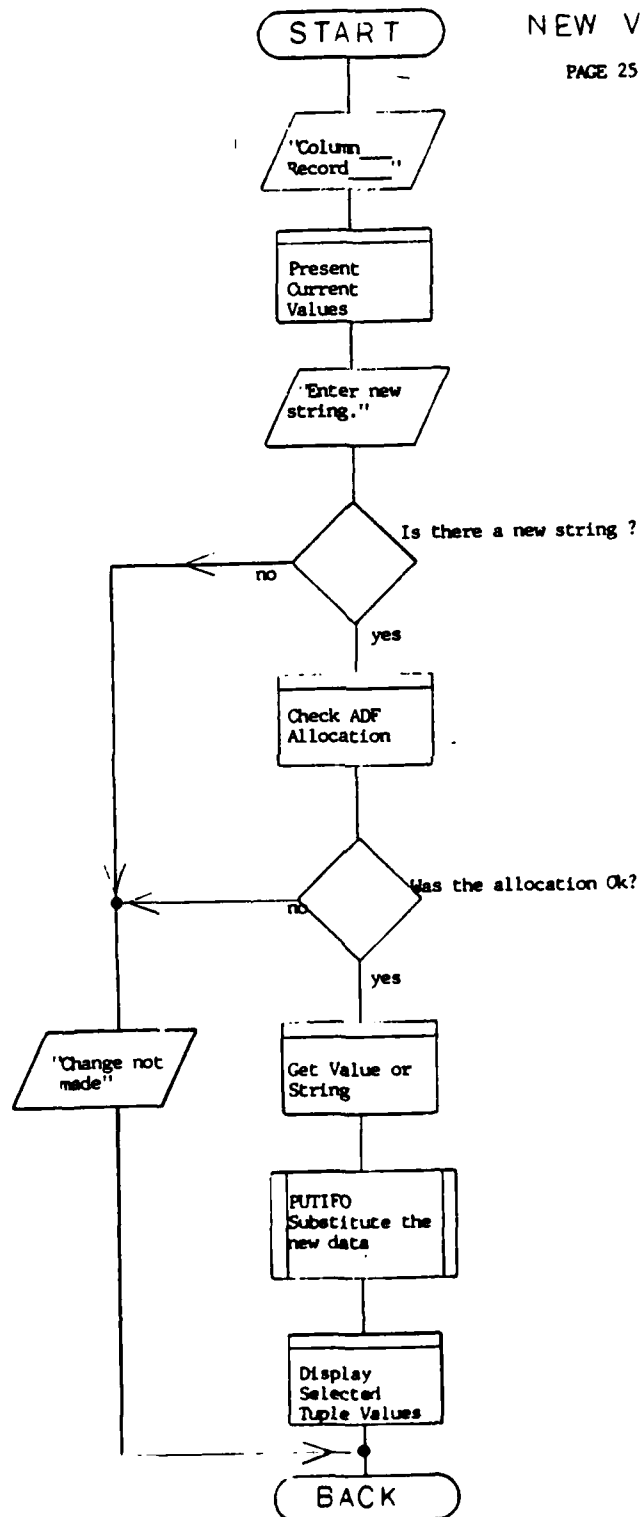 START
NEW V
PAGE 25
"Column___
Record____"
Present
Current
Values
"Enter new
string."
Is there a new string ?
no
yes
Check ADF
Allocation
Was the allocation Ok?
no
yes
"Change not
made"
Get Value or
String
PUTIFO
Substitute the
new data
Display
Selected
Tuple Values
BACK